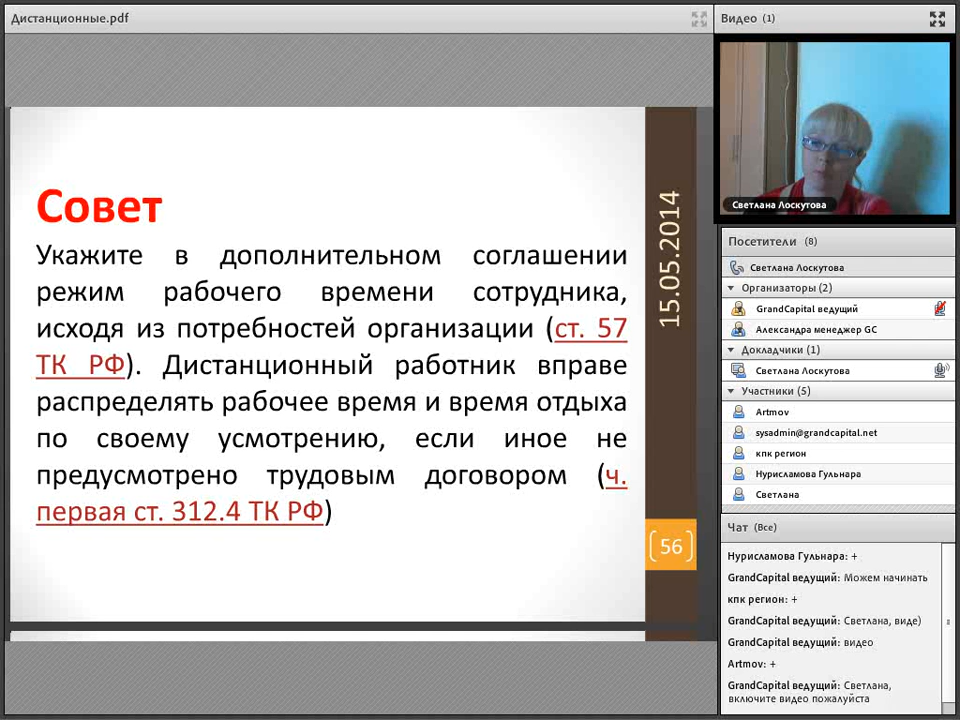 Дистанционные.pdf
Совет
Укажите в дополнительном соглашении
режим рабочего времени сотрудника,
исходя из потребностей организации (ст. 57
ТК РФ). Дистанционный работник вправе
распределять рабочее время и время отдыха
по своему усмотрению, если иное не
предусмотрено трудовым договором (ч.
первая ст. 312.4 ТК РФ)
15.05.2014
56
Видео (1)
Светлана Лоскутова
Посетители (8)
Светлана Лоскутова
Организаторы (2)
GrandCapital ведущий
Александра менеджер GC
Докладчики (1)
Светлана Лоскутова
Участники (5)
Artmov
sysadmin@grandcapital.net
кпк регион
Нурисламова Гульнара
Светлана
Чат (Все)
Нурисламова Гульнара: +
GrandCapital ведущий: Можем начинать
кпк регион: +
GrandCapital ведущий: Светлана, виде)
GrandCapital ведущий: видео
Artmov: +
GrandCapital ведущий: Светлана,
включите видео пожалуйста